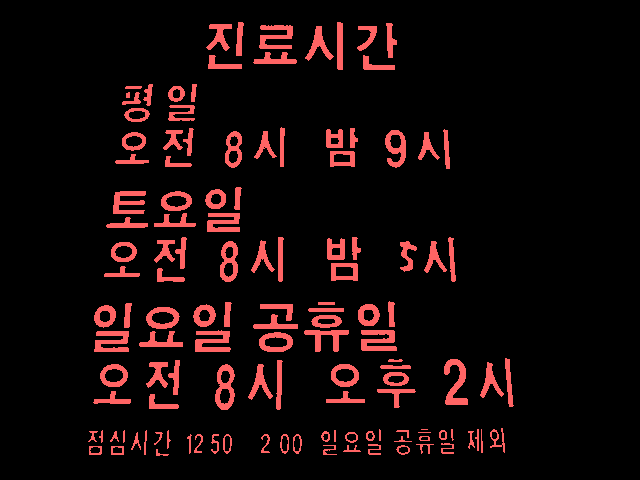 진료시간
평일
오전 8시 밤 9시
토요일
오전 8시 밤 5시
일요일 공휴일
오전 8시 오후 2시
점심시간 12 50 2 00 일요일 공휴일 제외